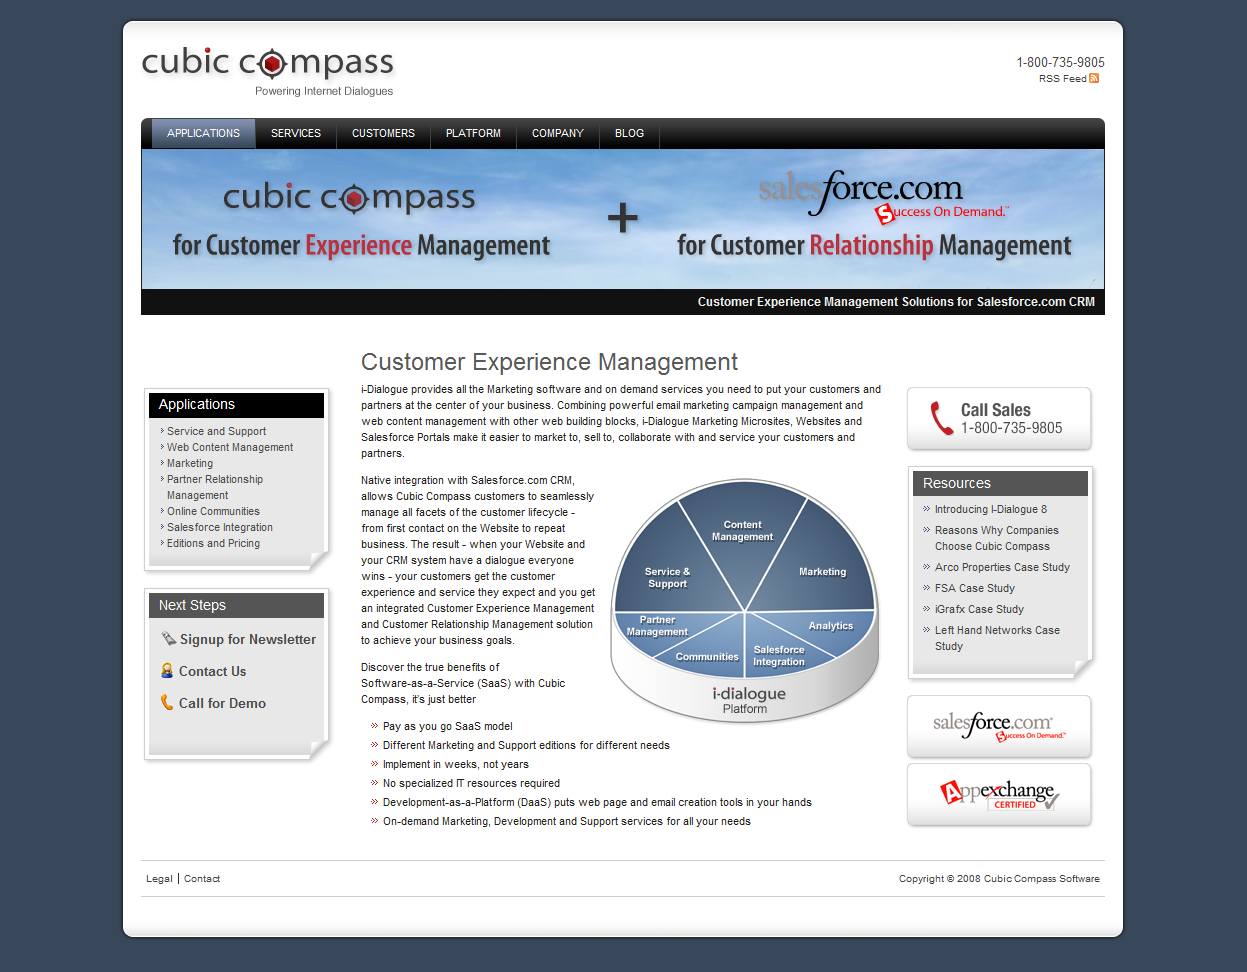 cubic compass
Powering Internet Dialogues
1-800-735-9805
RSS Feed
APPLICATIONS SERVICES CUSTOMERS PLATFORM COMPANY BLOG
cubic compass
for Customer Experience Management
+
salesforce.com
Success On Demand.™
for Customer Relationship Management
Customer Experience Management Solutions for Salesforce.com CRM
Applications
Service and Support
Web Content Management
Marketing
Partner Relationship
Management
Online Communities
Salesforce Integration
Editions and Pricing
Next Steps
Signup for Newsletter
Contact Us
Call for Demo
Customer Experience Management
i-Dialogue provides all the Marketing software and on demand services you need to put your customers and
partners at the center of your business. Combining powerful email marketing campaign management and
web content management with other web building blocks, i-Dialogue Marketing Microsites, Websites and
Salesforce Portals make it easier to market to, sell to, collaborate with and service your customers and
partners.
Native integration with Salesforce.com CRM,
allows Cubic Compass customers to seamlessly
manage all facets of the customer lifecycle -
from first contact on the Website to repeat
business. The result - when your Website and
your CRM system have a dialogue everyone
wins - your customers get the customer
experience and service they expect and you get
an integrated Customer Experience Management
and Customer Relationship Management solution
to achieve your business goals.
Content
Management
Service &
Support
Marketing
Partner
Management
Analytics
Communities
Salesforce
Integration
i-dialogue
Platform
Discover the true benefits of
Software-as-a-Service (SaaS) with Cubic
Compass, it's just better
Pay as you go SaaS model
Different Marketing and Support editions for different needs
Implement in weeks, not years
No specialized IT resources required
Development-as-a-Platform (DaaS) puts web page and email creation tools in your hands
On-demand Marketing, Development and Support services for all your needs
Call Sales
1-800-735-9805
Resources
Introducing I-Dialogue 8
Reasons Why Companies
Choose Cubic Compass
Arco Properties Case Study
FSA Case Study
iGrafx Case Study
Left Hand Networks Case
Study
salesforce.com®
Success On Demand.™
Appexchange
CERTIFIED
Legal | Contact
Copyright © 2008 Cubic Compass Software